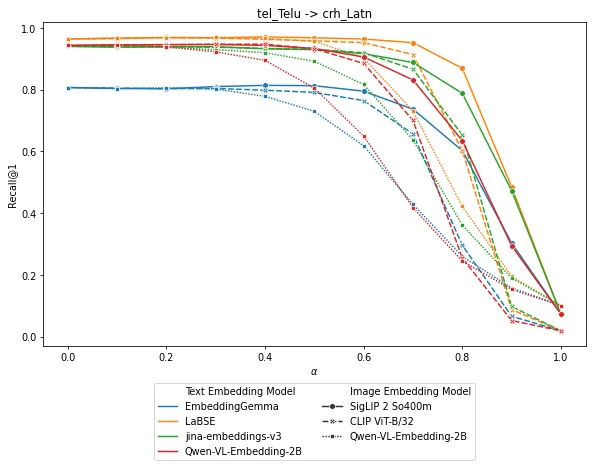 tel_Telu -> crh_Latn
1.0
0.8
0.6
0.4
0.2
0.0
Recall@1
0.0 0.2 0.4 0.6 0.8 1.0
α
Text Embedding Model
EmbeddingGemma
LaBSE
jina-embeddings-v3
Qwen-VL-Embedding-2B
Image Embedding Model
SigLIP 2 So400m
CLIP ViT-B/32
Qwen-VL-Embedding-2B